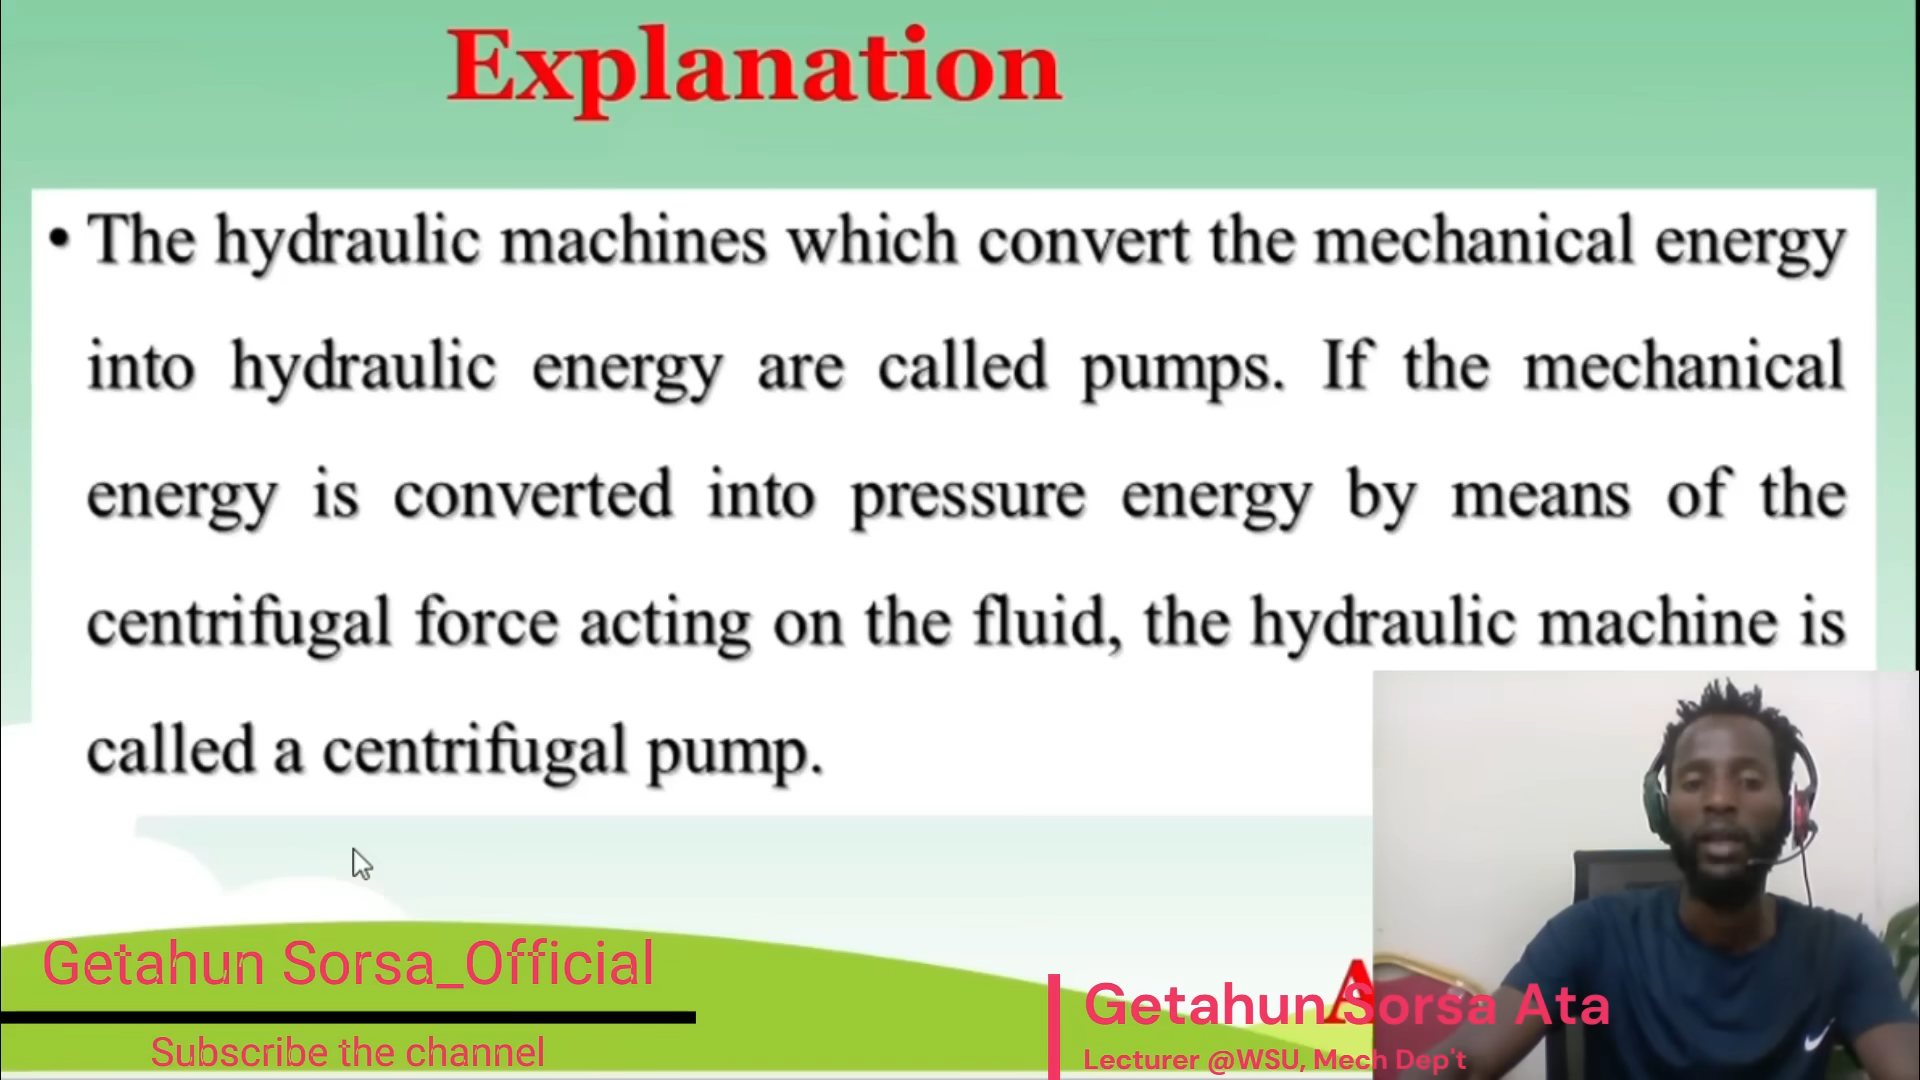 Explanation
• The hydraulic machines which convert the mechanical energy
into hydraulic energy are called pumps. If the mechanical
energy is converted into pressure energy by means of the
centrifugal force acting on the fluid, the hydraulic machine is
called a centrifugal pump.
Getahun Sorsa_Official
Subscribe the channel
A
Getahun Sorsa Ata
Lecturer @WSU, Mech Dep't